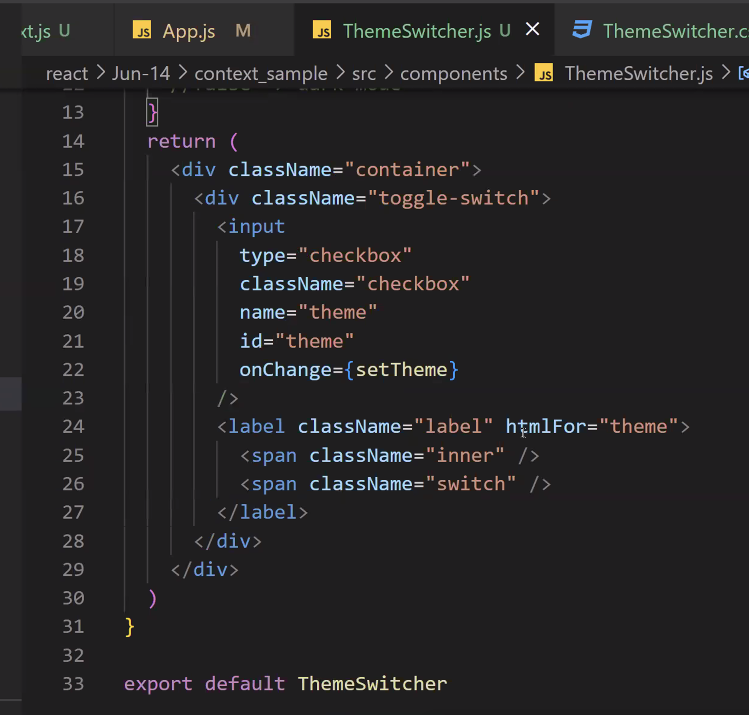 xt.js U JS App.js M JS ThemeSwitcher.js U × ThemeSwitcher.c
react > Jun-14 > context_sample > src > components > JS ThemeSwitcher.js >
13 }
14 return (
15 <div className="container">
16 <div className="toggle-switch">
17 <input
18 type="checkbox"
19 className="checkbox"
20 name="theme"
21 id="theme"
22 onChange={setTheme}
23 />
24 <label className="label" htmlFor="theme">
25 <span className="inner" />
26 <span className="switch" />
27 </label>
28 </div>
29 </div>
30 )
31 }
32
33 export default ThemeSwitcher